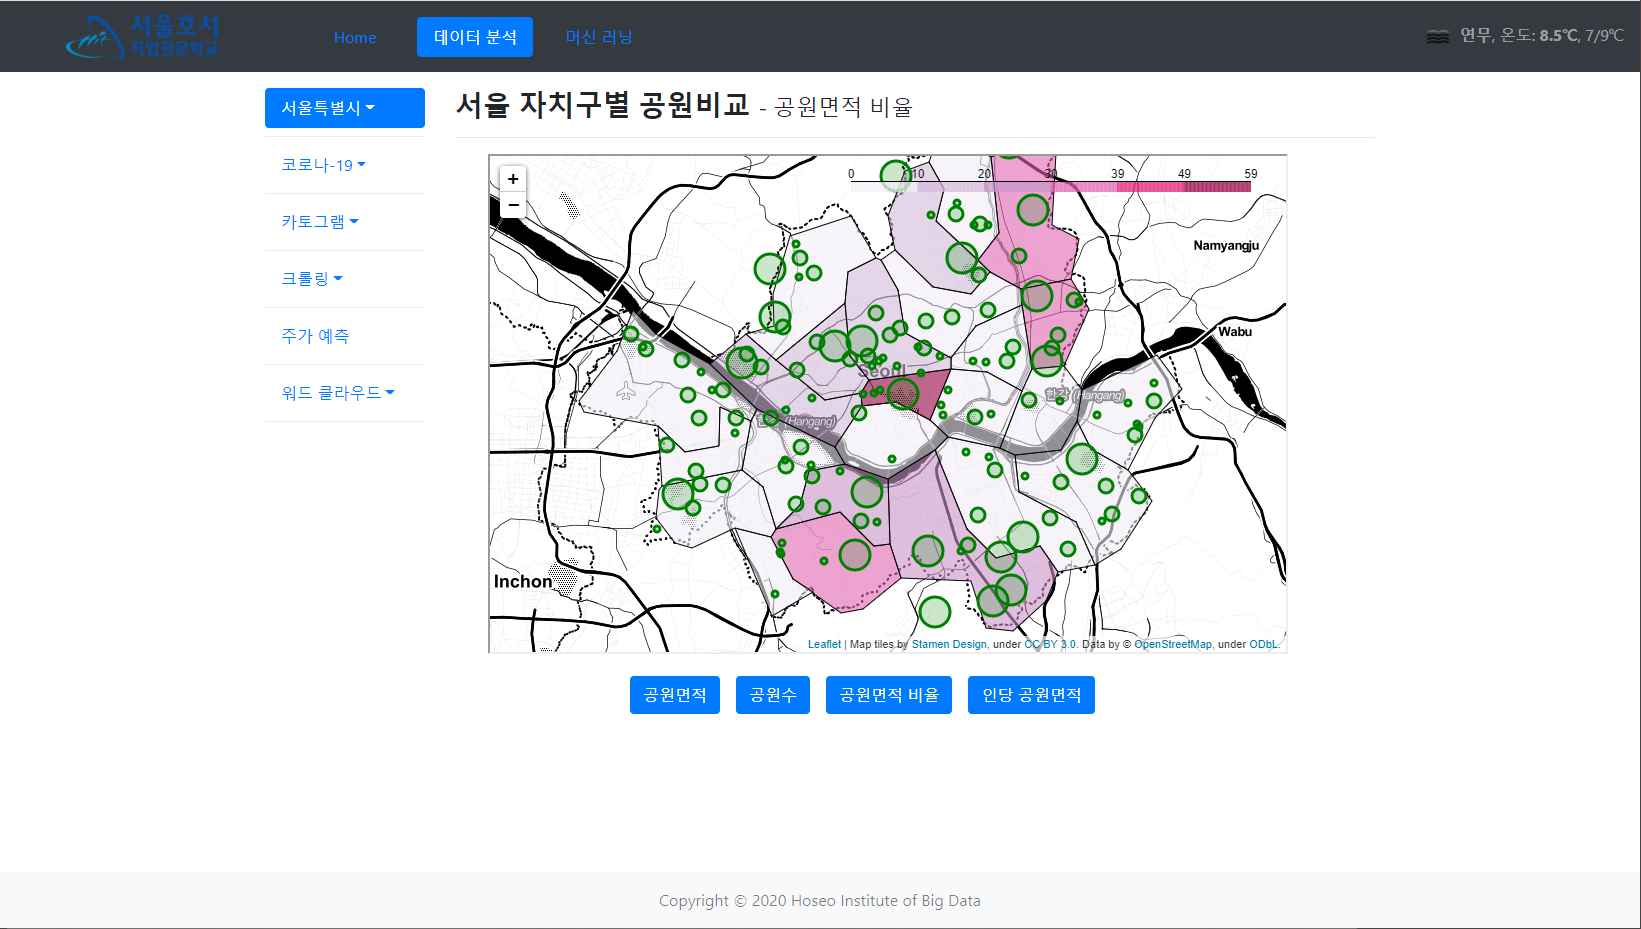 서울호서
직업전문학교
Home
데이터 분석
머신 러닝
연무, 온도: 8.5℃, 7/9℃
서울특별시
코로나-19
카토그램
크롤링
주가 예측
워드 클라우드
서울 자치구별 공원비교 - 공원면적 비율
+
−
0 10 20 30 39 49 59
Namyangju
Wabu
Seoul
한강 (Hangang)
(Hangang)
Inchon
Leaflet | Map tiles by Stamen Design, under CC BY 3.0. Data by © OpenStreetMap, under ODbL.
공원면적
공원수
공원면적 비율
인당 공원면적
Copyright © 2020 Hoseo Institute of Big Data